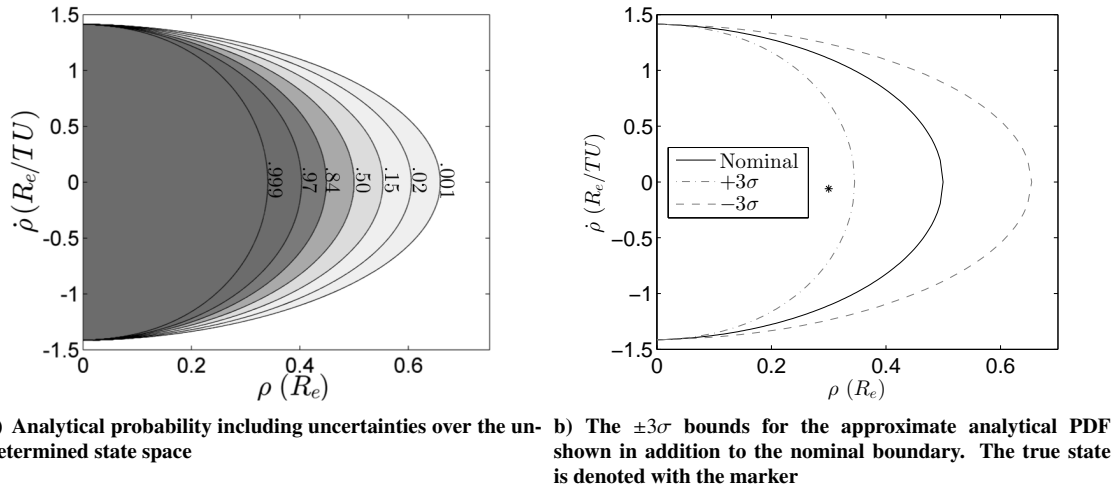 1.5
1
0.5
0
-0.5
-1
-1.5
ρ̇ (R_e/TU)
.999
.97
.84
.50
.15
.02
.001
0
0.2
0.4
0.6
ρ (R_e)
) Analytical probability including uncertainties over the un-
etermined state space
1.5
1
0.5
0
−0.5
−1
−1.5
ρ̇ (R_e/TU)
Nominal
+3σ
−3σ
*
0
0.2
0.4
0.6
ρ (R_e)
b) The ±3σ bounds for the approximate analytical PDF
shown in addition to the nominal boundary. The true state
is denoted with the marker